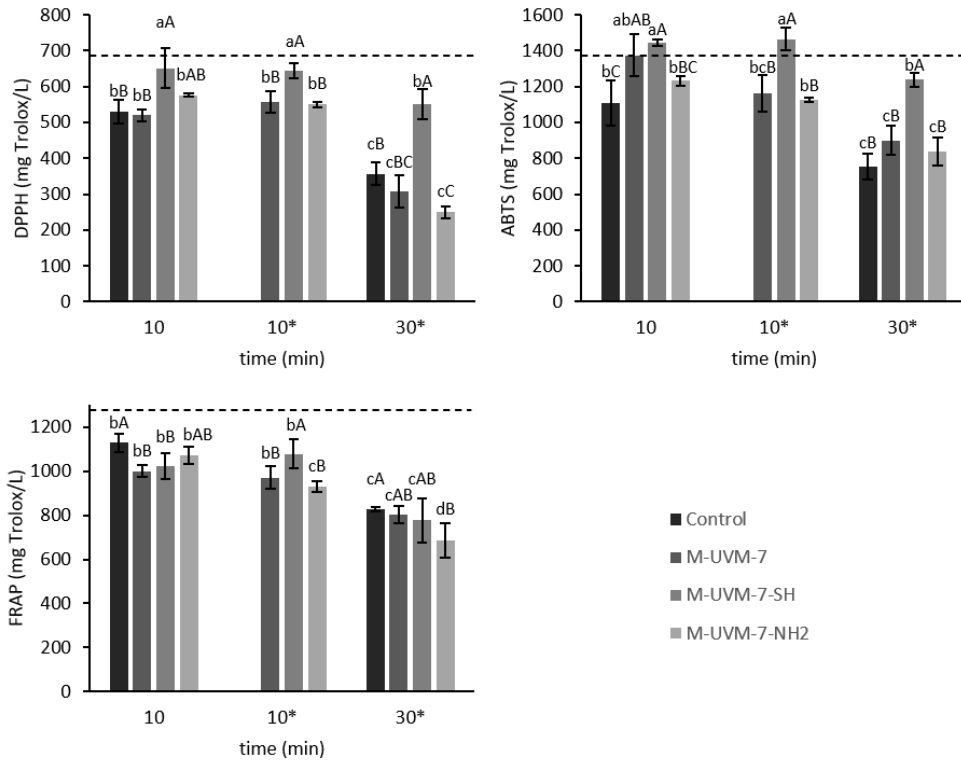 DPPH (mg Trolox/L)
800
700
600
500
400
300
200
100
0
bB bB aA bAB
bB aA bB
cB cBC bA cC
10 10* 30*
time (min)
ABTS (mg Trolox/L)
1600
1400
1200
1000
800
600
400
200
0
bC abAB aA bBC
bcB aA bB
cB cB bA cB
10 10* 30*
time (min)
FRAP (mg Trolox/L)
1200
1000
800
600
400
200
0
bA bB bB bAB
bB bA cB
cA cAB cAB dB
10 10* 30*
time (min)
Control
M-UVM-7
M-UVM-7-SH
M-UVM-7-NH2